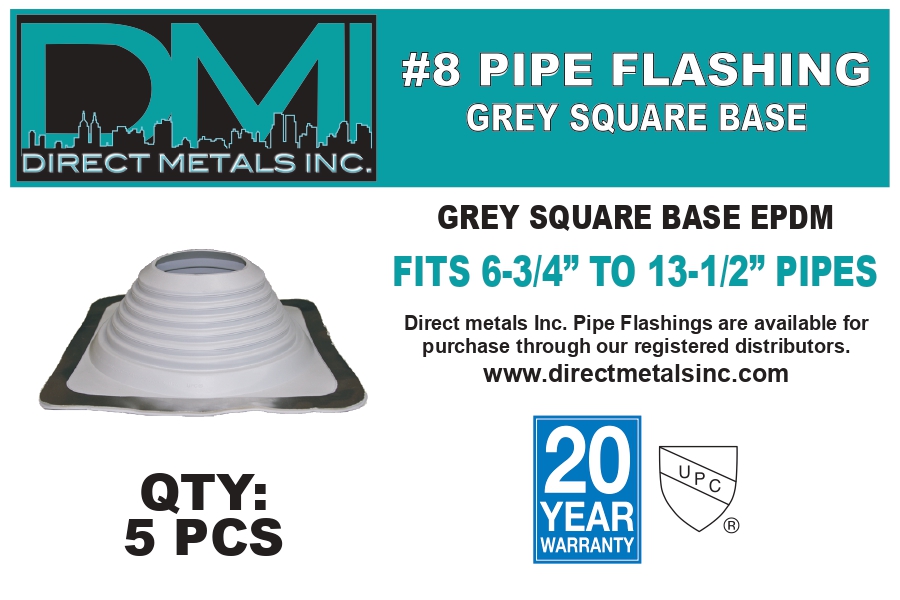 DMI
DIRECT METALS INC.
#8 PIPE FLASHING
GREY SQUARE BASE
GREY SQUARE BASE EPDM
FITS 6-3/4” TO 13-1/2” PIPES
Direct metals Inc. Pipe Flashings are available for
purchase through our registered distributors.
www.directmetalsinc.com
QTY:
5 PCS
20
YEAR
WARRANTY
UPC
®